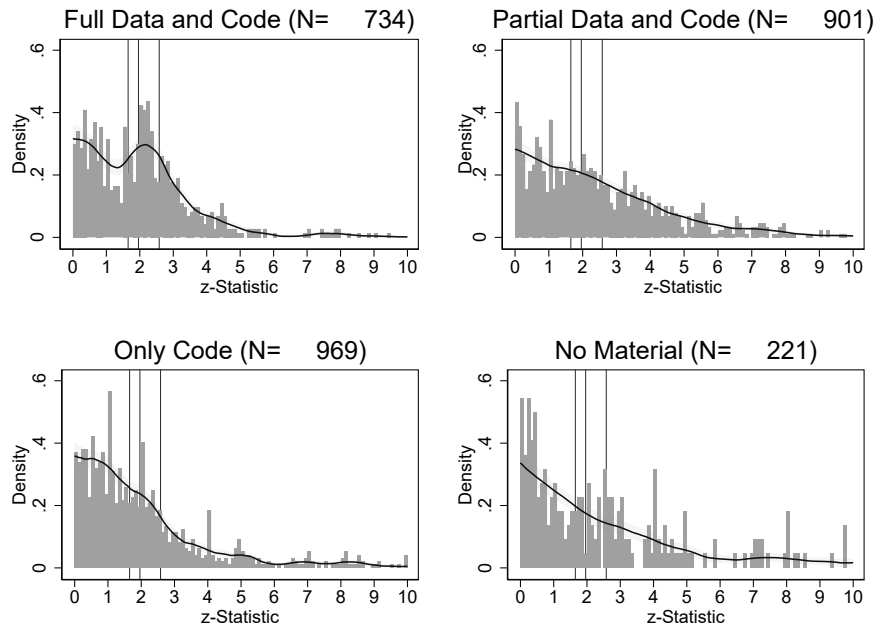 Full Data and Code (N= 734)
Density
.6
.4
.2
0
0 1 2 3 4 5 6 7 8 9 10
z-Statistic
Partial Data and Code (N= 901)
Density
.6
.4
.2
0
0 1 2 3 4 5 6 7 8 9 10
z-Statistic
Only Code (N= 969)
Density
.6
.4
.2
0
0 1 2 3 4 5 6 7 8 9 10
z-Statistic
No Material (N= 221)
Density
.6
.4
.2
0
0 1 2 3 4 5 6 7 8 9 10
z-Statistic